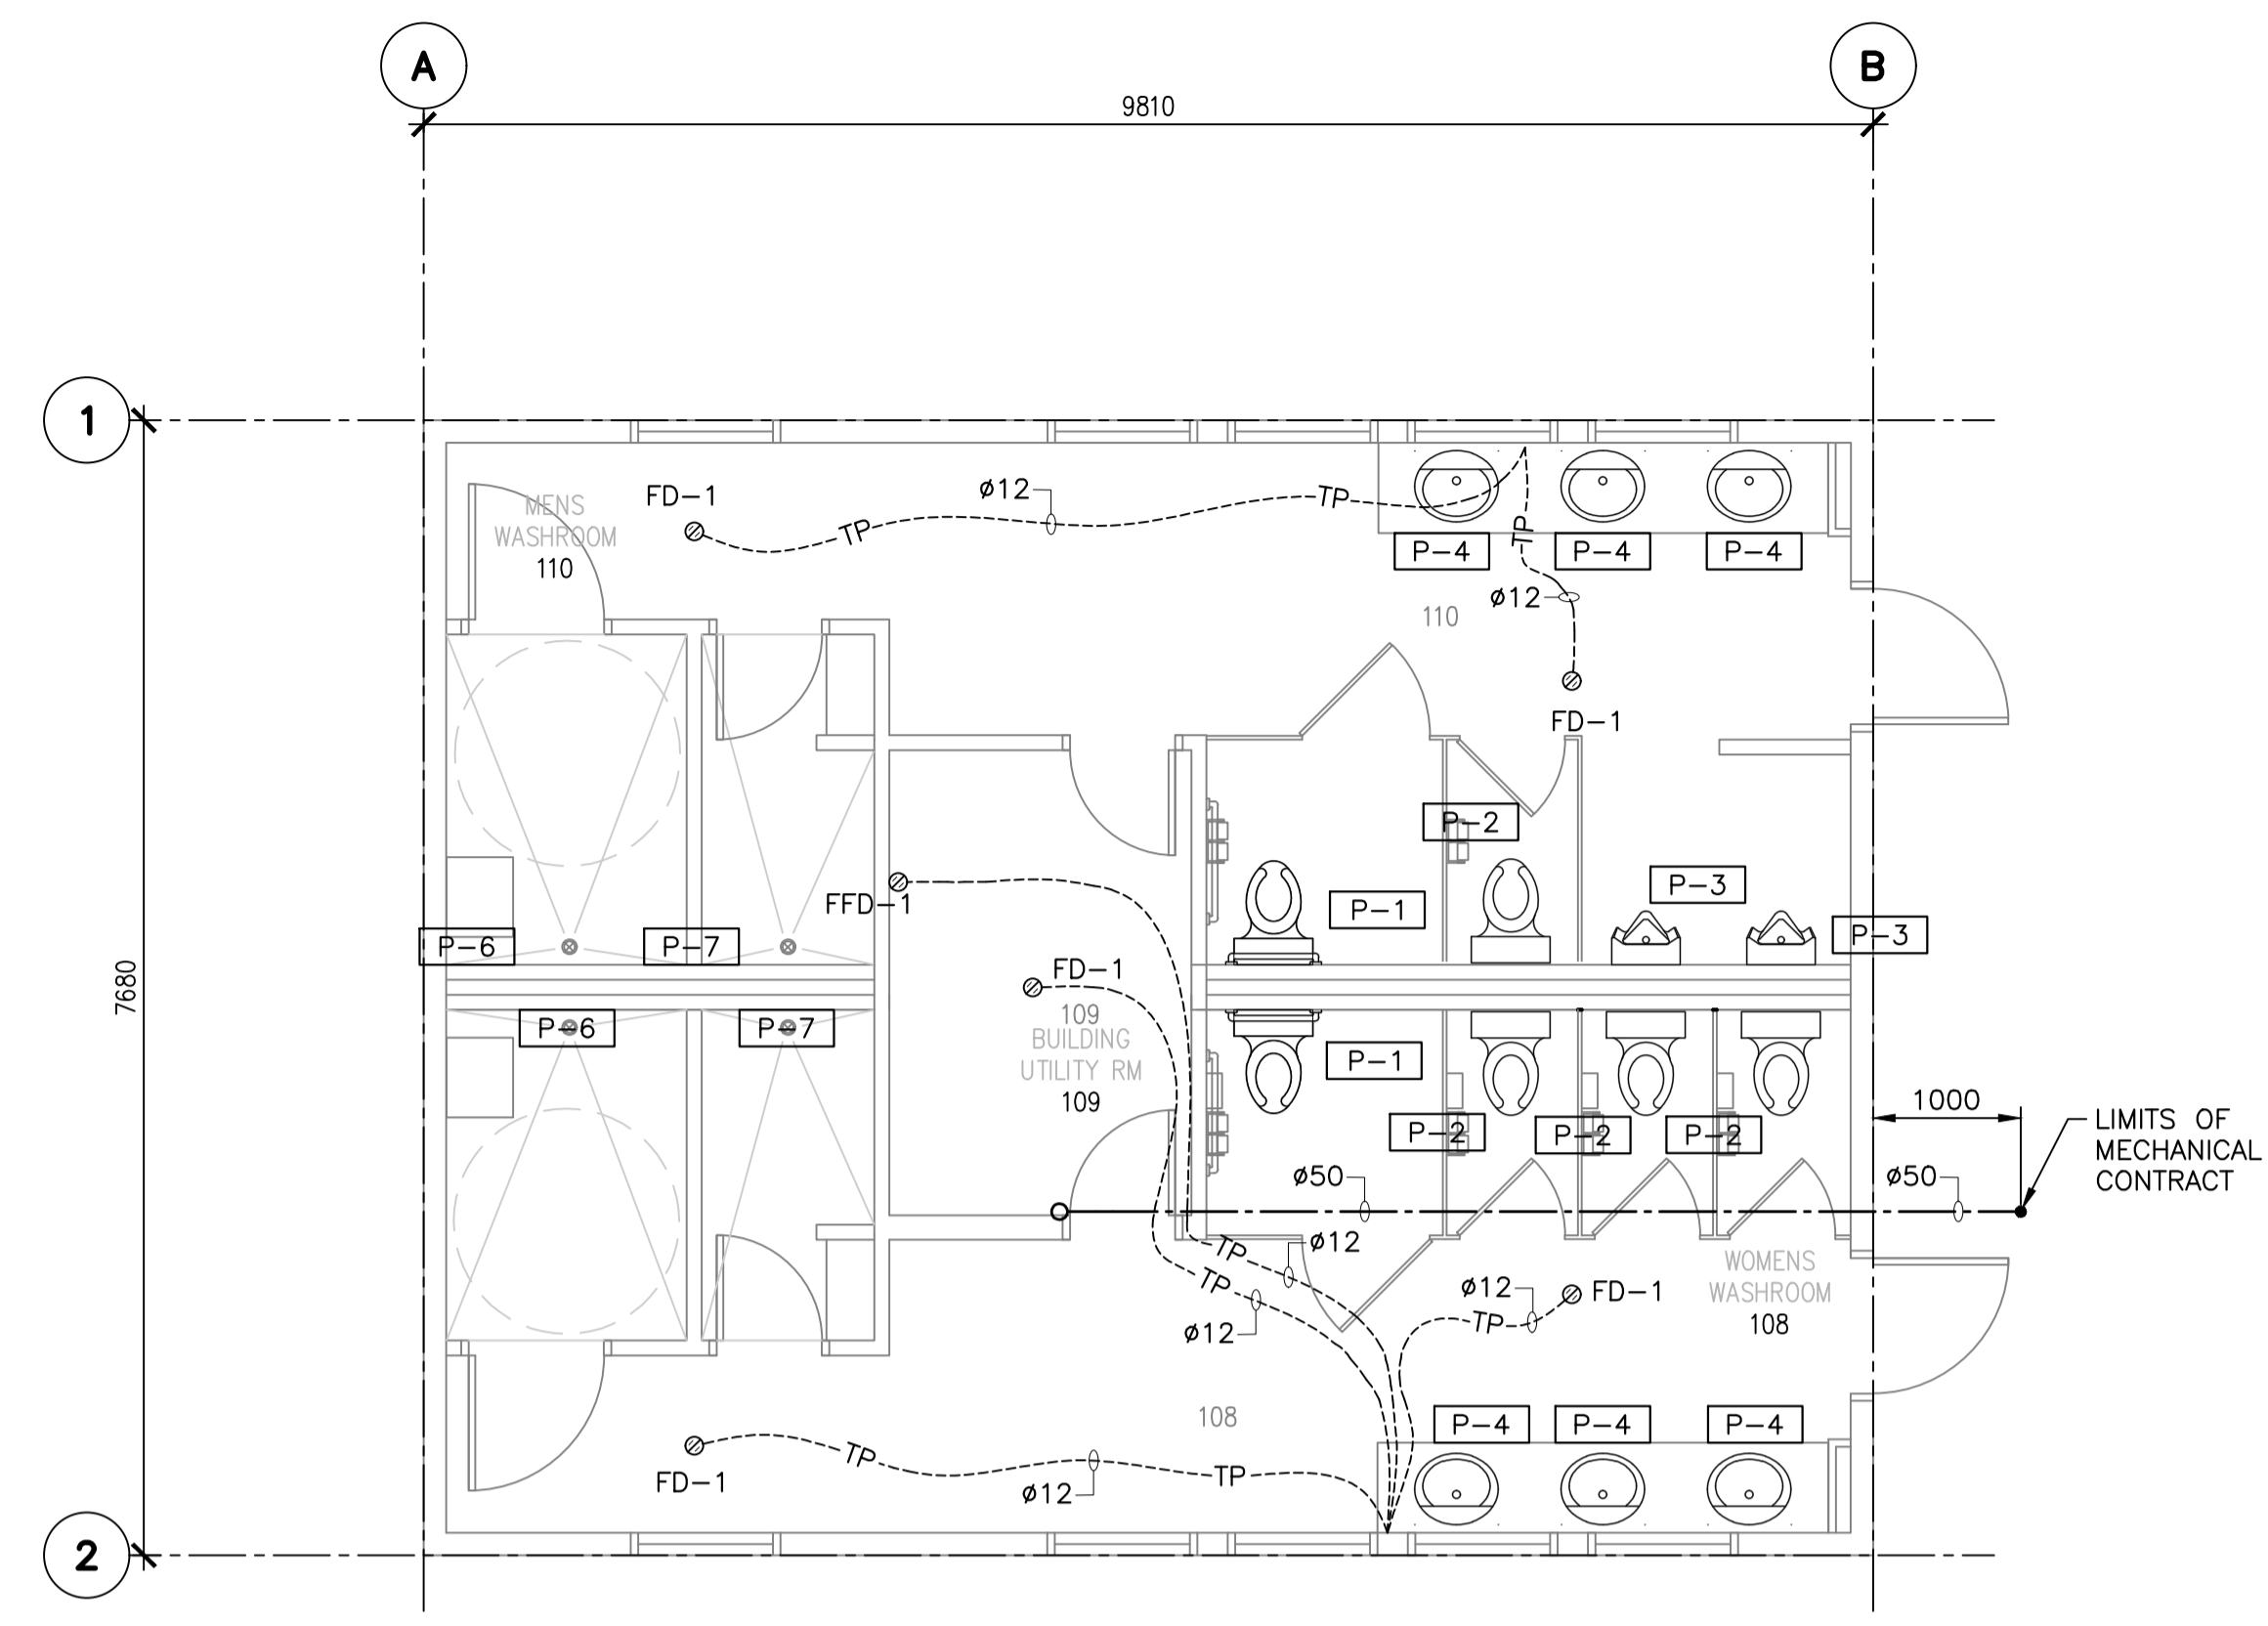 A
B
9810
1
FD-1
ø12
TP
TP
TP
MENS
WASHROOM
110
P-4
P-4
P-4
ø12
110
FD-1
P-2
P-3
P-1
FFD-1
P-3
P-6
P-7
7680
FD-1
109
BUILDING
UTILITY RM
109
P-6
P-7
P-1
P-2
P-2
P-2
1000
LIMITS OF
MECHANICAL
CONTRACT
ø50
ø50
TP
ø12
TP
ø12
ø12
FD-1
TP
WOMENS
WASHROOM
108
108
P-4
P-4
P-4
TP
FD-1
ø12
TP
2